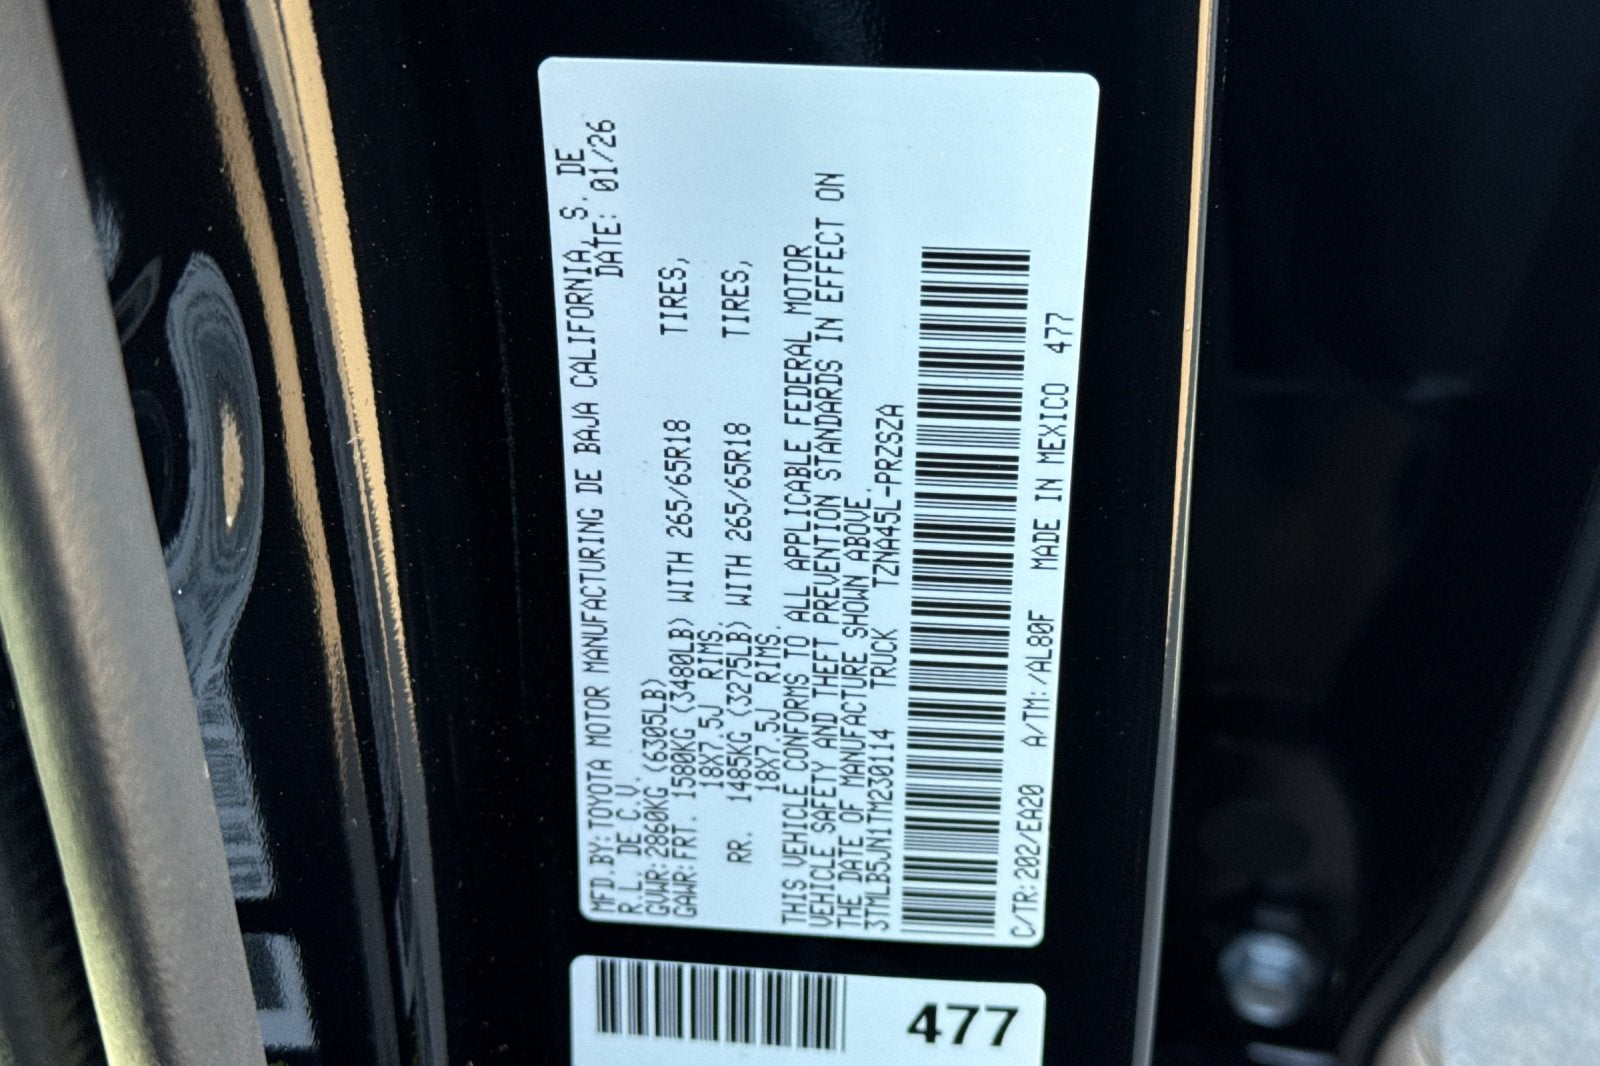 MFD.BY:TOYOTA MOTOR MANUFACTURING DE BAJA CALIFORNIA, S. DE
R.L. DE C.V. DATE: 01/26
GVWR:2860KG (6305LB)
GAWR:FRT. 1580KG (3480LB) WITH 265/65R18 TIRES,
18X7.5J RIMS.
RR. 1485KG (3275LB) WITH 265/65R18 TIRES,
18X7.5J RIMS.
THIS VEHICLE CONFORMS TO ALL APPLICABLE FEDERAL MOTOR
VEHICLE SAFETY AND THEFT PREVENTION STANDARDS IN EFFECT ON
THE DATE OF MANUFACTURE SHOWN ABOVE.
3TMLB5JN1TM230114 TRUCK TZNA45L-PRZSZA
C/TR:202/EA20 A/TM:/AL80F MADE IN MEXICO 477
477